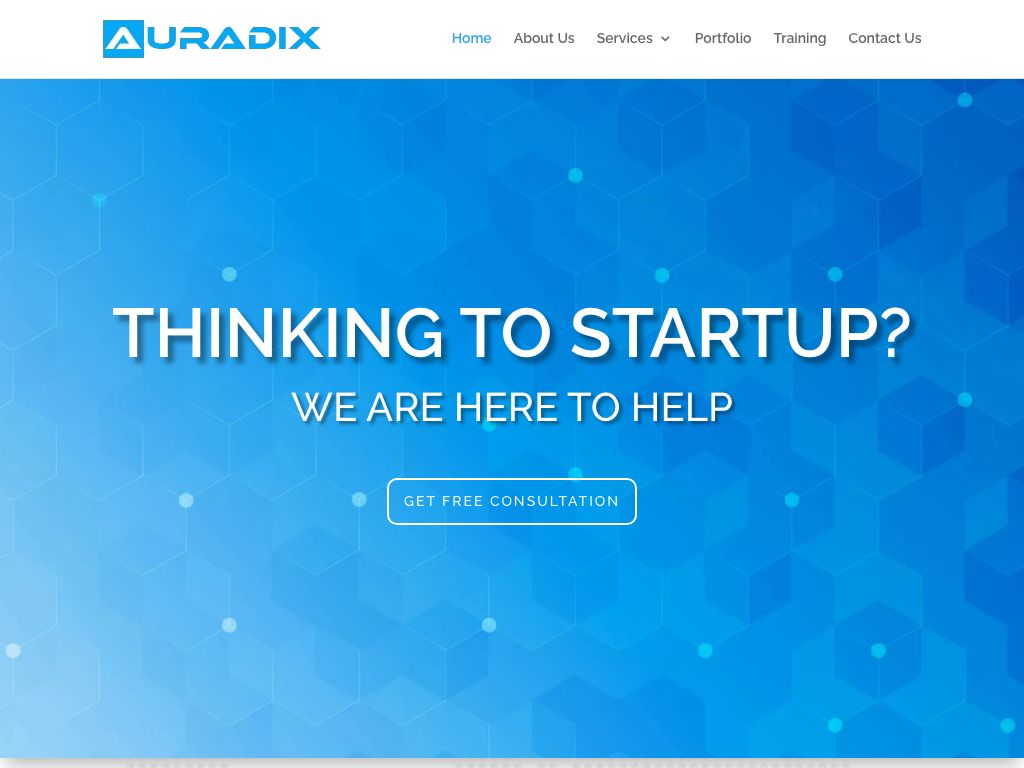 AURADIX
Home About Us Services Portfolio Training Contact Us
THINKING TO STARTUP?
WE ARE HERE TO HELP
GET FREE CONSULTATION